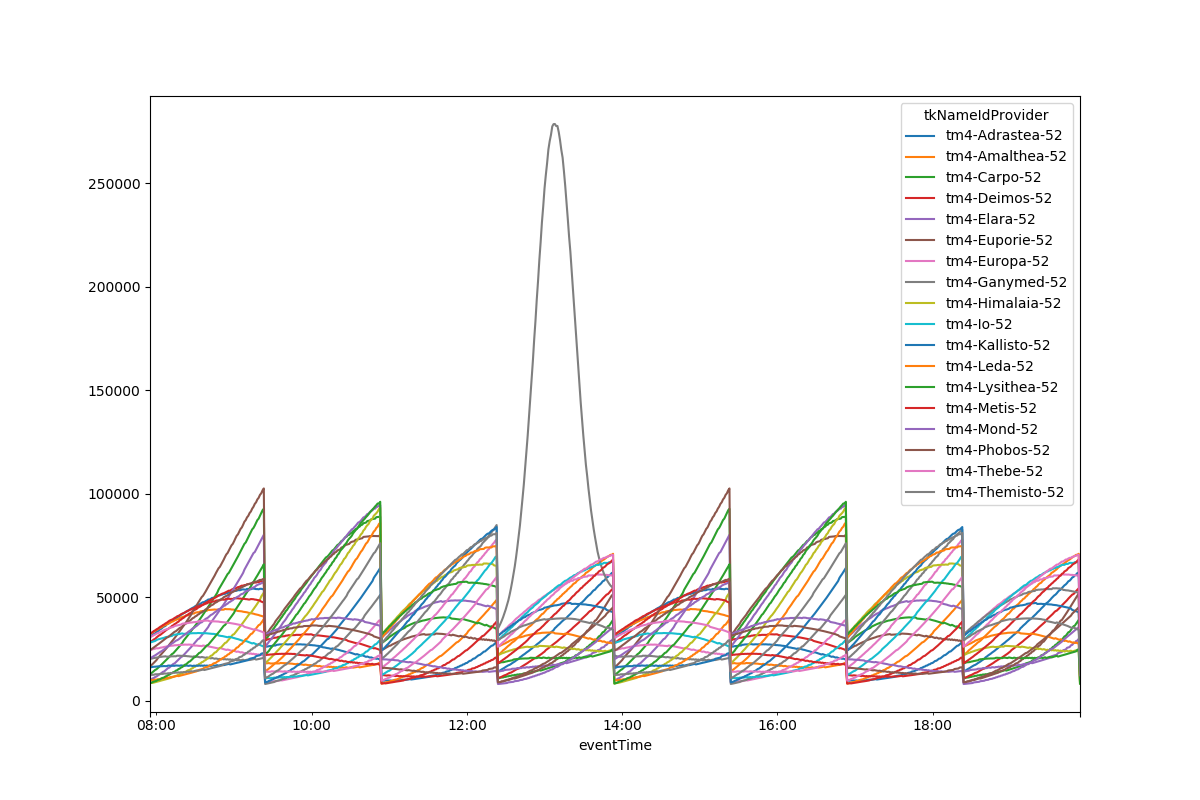 tkNameIdProvider
tm4-Adrastea-52
tm4-Amalthea-52
tm4-Carpo-52
tm4-Deimos-52
tm4-Elara-52
tm4-Euporie-52
tm4-Europa-52
tm4-Ganymed-52
tm4-Himalaia-52
tm4-Io-52
tm4-Kallisto-52
tm4-Leda-52
tm4-Lysithea-52
tm4-Metis-52
tm4-Mond-52
tm4-Phobos-52
tm4-Thebe-52
tm4-Themisto-52
250000
200000
150000
100000
50000
0
08:00 10:00 12:00 14:00 16:00 18:00
eventTime